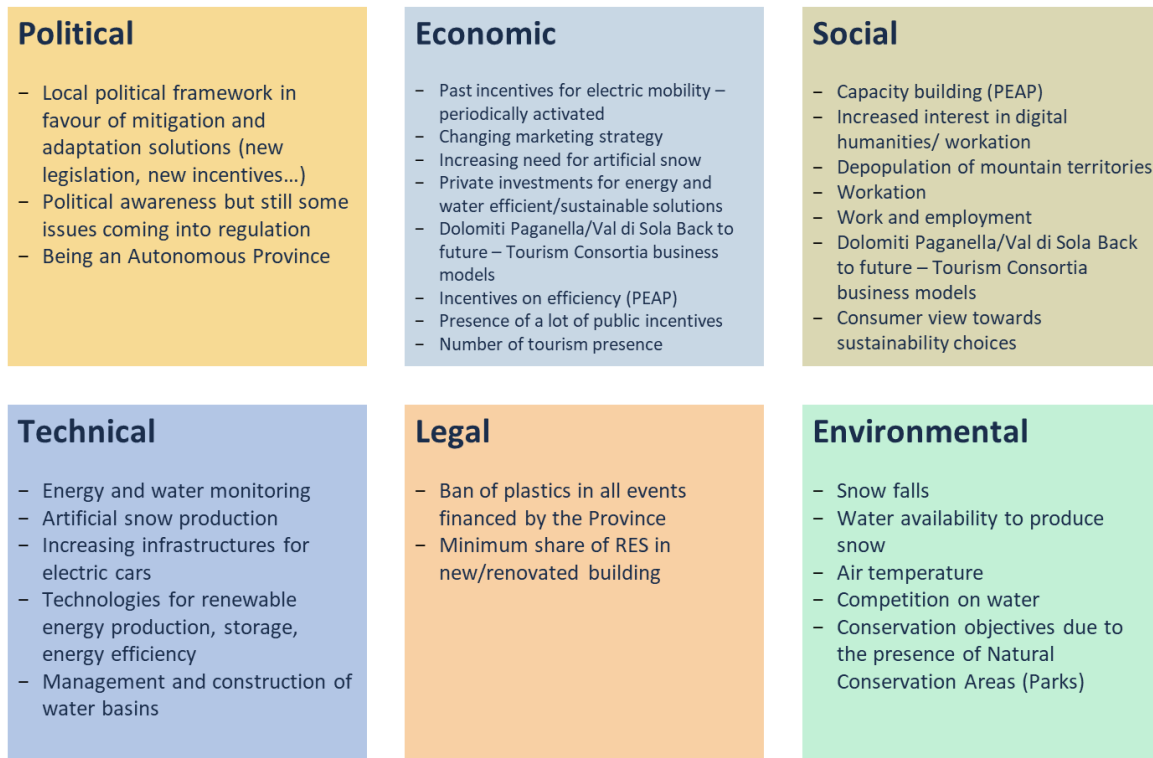 Political
– Local political framework in
favour of mitigation and
adaptation solutions (new
legislation, new incentives...)
– Political awareness but still some
issues coming into regulation
– Being an Autonomous Province
Economic
– Past incentives for electric mobility –
periodically activated
– Changing marketing strategy
– Increasing need for artificial snow
– Private investments for energy and
water efficient/sustainable solutions
– Dolomiti Paganella/Val di Sola Back to
future – Tourism Consortia business
models
– Incentives on efficiency (PEAP)
– Presence of a lot of public incentives
– Number of tourism presence
Social
– Capacity building (PEAP)
– Increased interest in digital
humanities/ workation
– Depopulation of mountain territories
– Workation
– Work and employment
– Dolomiti Paganella/Val di Sola Back
to future – Tourism Consortia
business models
– Consumer view towards
sustainability choices
Technical
– Energy and water monitoring
– Artificial snow production
– Increasing infrastructures for
electric cars
– Technologies for renewable
energy production, storage,
energy efficiency
– Management and construction of
water basins
Legal
– Ban of plastics in all events
financed by the Province
– Minimum share of RES in
new/renovated building
Environmental
– Snow falls
– Water availability to produce
snow
– Air temperature
– Competition on water
– Conservation objectives due to
the presence of Natural
Conservation Areas (Parks)